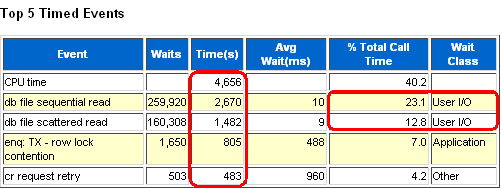 Top 5 Timed Events
Event Waits Time(s) Avg Wait(ms) % Total Call Time Wait Class
CPU time 4,656 40.2
db file sequential read 259,920 2,670 10 23.1 User I/O
db file scattered read 160,308 1,482 9 12.8 User I/O
enq: TX - row lock contention 1,650 805 488 7.0 Application
cr request retry 503 483 960 4.2 Other